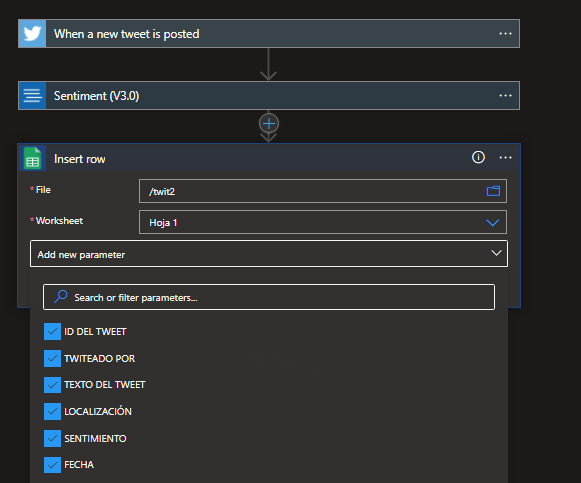 When a new tweet is posted
Sentiment (V3.0)
Insert row
* File
/twit2
* Worksheet
Hoja 1
Add new parameter
Search or filter parameters...
ID DEL TWEET
TWITEADO POR
TEXTO DEL TWEET
LOCALIZACIÓN
SENTIMIENTO
FECHA